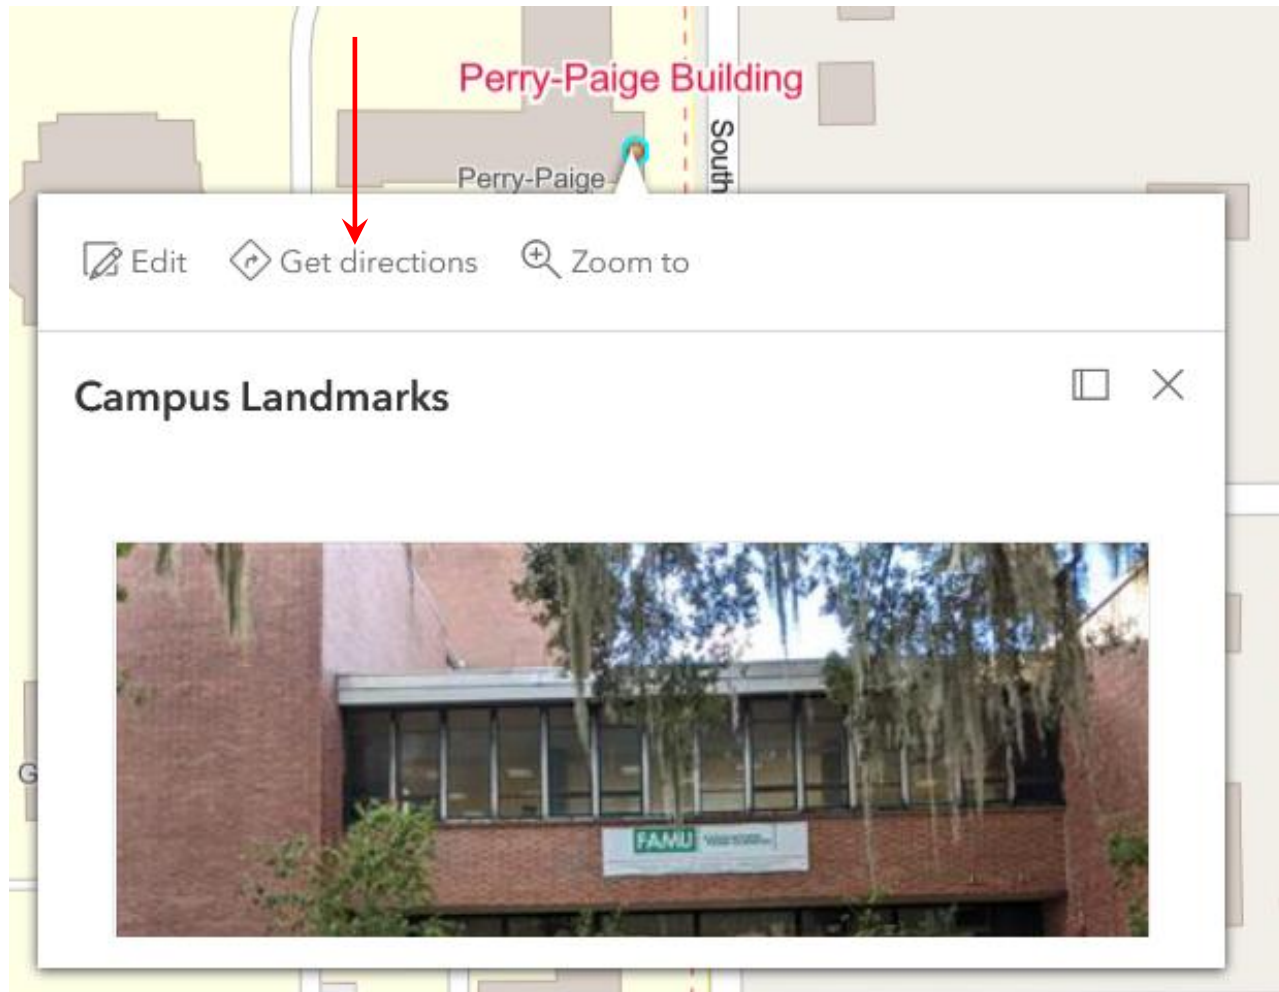 Perry-Paige Building
South
Perry-Paige
Edit
Get directions
Zoom to
Campus Landmarks
G
FAMU